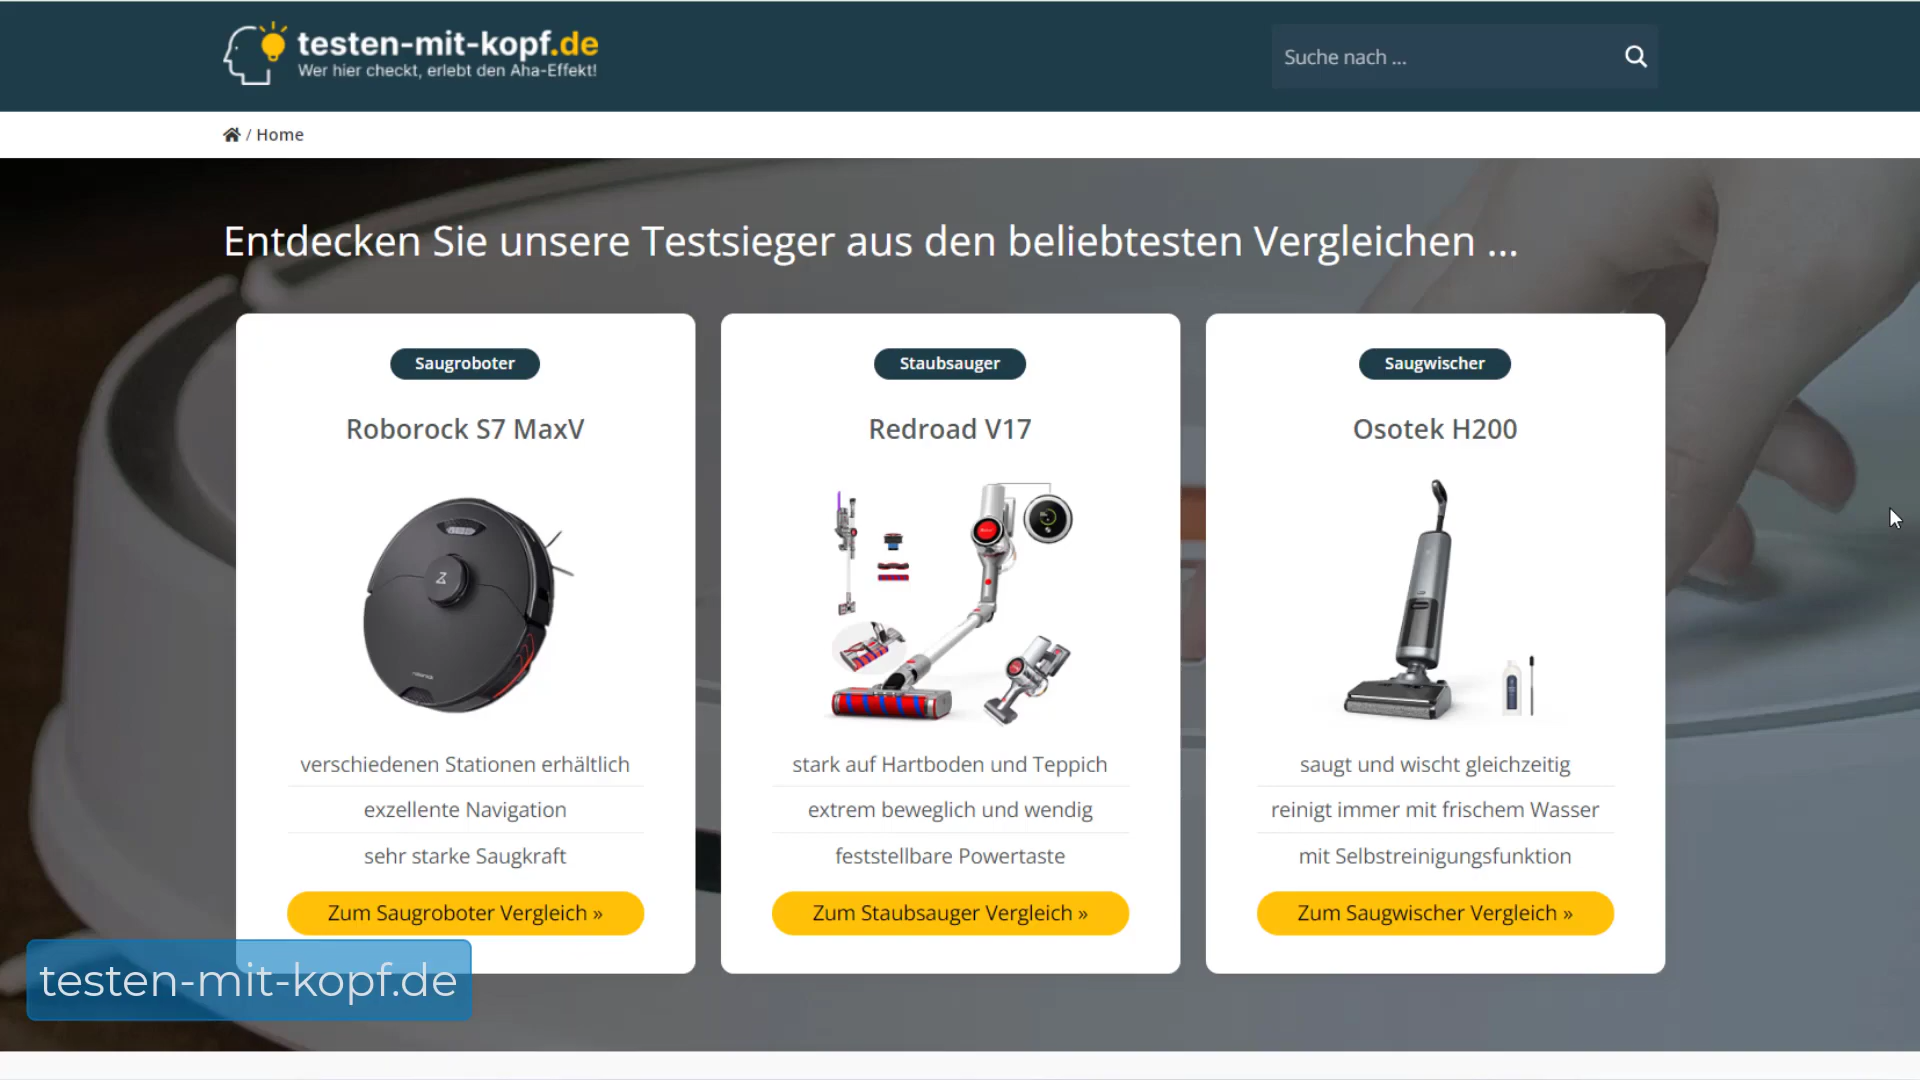 testen-mit-kopf.de
Wer hier checkt, erlebt den Aha-Effekt!
Suche nach ...
/ Home
Entdecken Sie unsere Testsieger aus den beliebtesten Vergleichen ...
Saugroboter
Roborock S7 MaxV
verschiedenen Stationen erhältlich
exzellente Navigation
sehr starke Saugkraft
Zum Saugroboter Vergleich »
Staubsauger
Redroad V17
stark auf Hartboden und Teppich
extrem beweglich und wendig
feststellbare Powertaste
Zum Staubsauger Vergleich »
Saugwischer
Osotek H200
saugt und wischt gleichzeitig
reinigt immer mit frischem Wasser
mit Selbstreinigungsfunktion
Zum Saugwischer Vergleich »
testen-mit-kopf.de